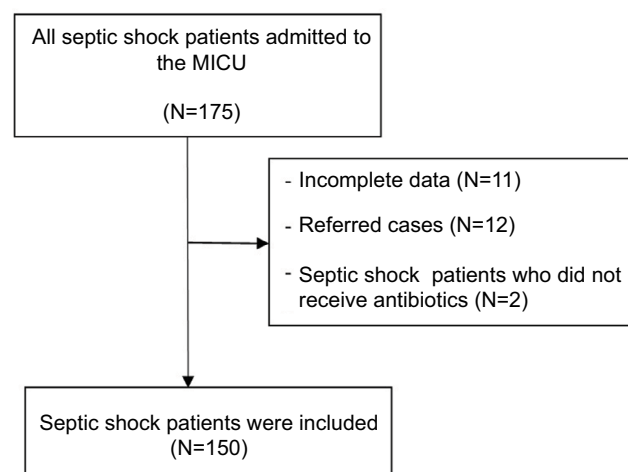 All septic shock patients admitted to
the MICU
(N=175)
- Incomplete data (N=11)
- Referred cases (N=12)
- Septic shock patients who did not
receive antibiotics (N=2)
Septic shock patients were included
(N=150)